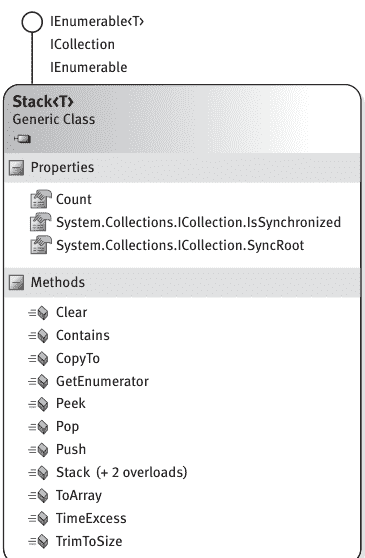 IEnumerable<T>
ICollection
IEnumerable
Stack<T>
Generic Class
Properties
Count
System.Collections.ICollection.IsSynchronized
System.Collections.ICollection.SyncRoot
Methods
Clear
Contains
CopyTo
GetEnumerator
Peek
Pop
Push
Stack (+ 2 overloads)
ToArray
TimeExcess
TrimToSize